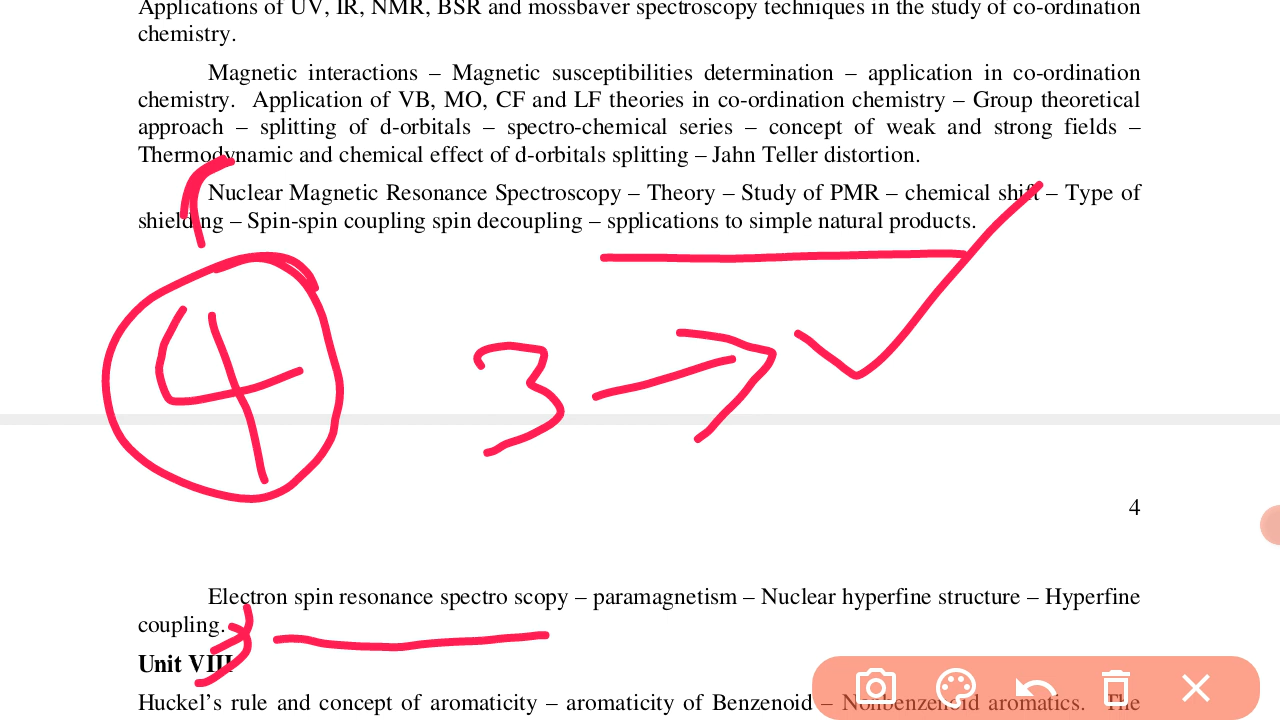 Applications of UV, IR, NMR, BSR and mossbaver spectroscopy techniques in the study of co-ordination
chemistry.
Magnetic interactions – Magnetic susceptibilities determination – application in co-ordination
chemistry. Application of VB, MO, CF and LF theories in co-ordination chemistry – Group theoretical
approach – splitting of d-orbitals – spectro-chemical series – concept of weak and strong fields –
Thermodynamic and chemical effect of d-orbitals splitting – Jahn Teller distortion.
Nuclear Magnetic Resonance Spectroscopy – Theory – Study of PMR – chemical shift – Type of
shielding – Spin-spin coupling spin decoupling – spplications to simple natural products.
4 3 →
4
Electron spin resonance spectro scopy – paramagnetism – Nuclear hyperfine structure – Hyperfine
coupling.
Unit VIII
Huckel's rule and concept of aromaticity – aromaticity of Benzenoid – Nonbenzenoid aromatics. The